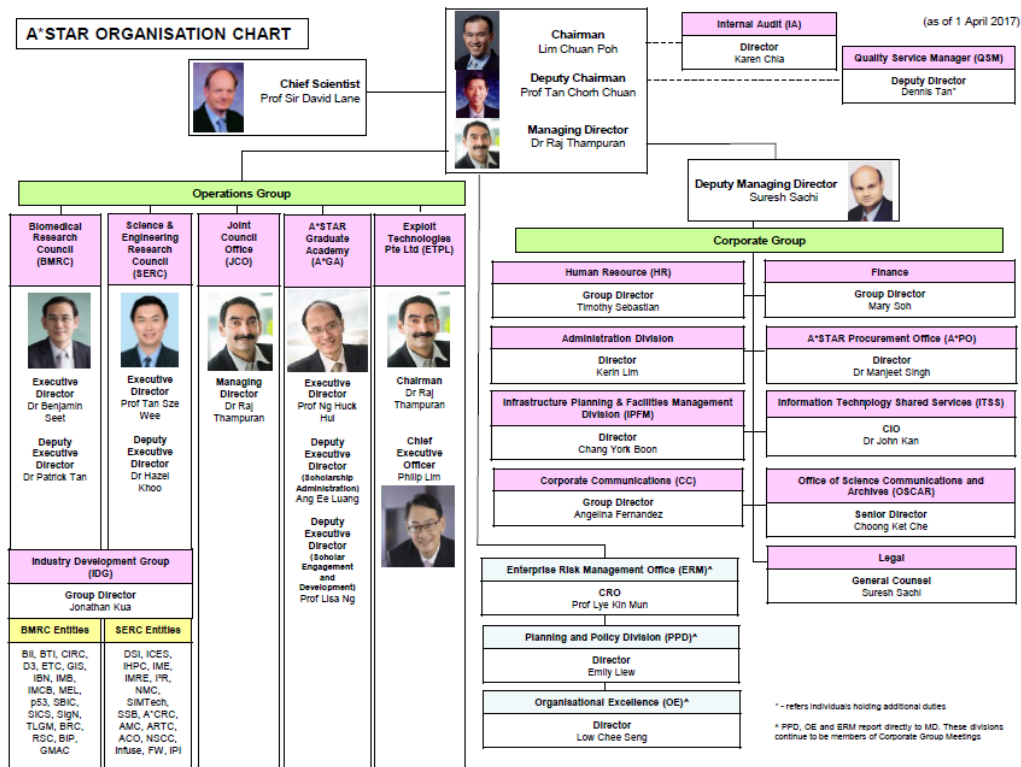 A*STAR ORGANISATION CHART
(as of 1 April 2017)
Chairman
Lim Chuan Poh
Deputy Chairman
Prof Tan Chorh Chuan
Managing Director
Dr Raj Thampuran
Chief Scientist
Prof Sir David Lane
Internal Audit (IA)
Director
Karen Chia
Quality Service Manager (QSM)
Deputy Director
Dennis Tan*
Deputy Managing Director
Suresh Sachi
Operations Group
Biomedical
Research
Council
(BMRC)
Executive
Director
Dr Benjamin
Seet
Deputy
Executive
Director
Dr Patrick Tan
Science &
Engineering
Research
Council
(SERC)
Executive
Director
Prof Tan Sze
Wee
Deputy
Executive
Director
Dr Hazel
Khoo
Joint
Council
Office
(JCO)
Managing
Director
Dr Raj
Thampuran
A*STAR
Graduate
Academy
(A*GA)
Executive
Director
Prof Ng Huck
Hui
Deputy
Executive
Director
(Scholarship
Administration)
Ang Ee Luang
Deputy
Executive
Director
(Scholar
Engagement
and
Development)
Prof Lisa Ng
Exploit
Technologies
Pte Ltd (ETPL)
Chairman
Dr Raj
Thampuran
Chief
Executive
Officer
Philip Lim
Industry Development Group
(IDG)
Group Director
Jonathan Kua
BMRC Entities
BII, BTI, CIRC,
D3, ETC, GIS,
IBN, IMB,
IMCB, MEL,
p53, SBIC,
SICS, SIgN,
TLGM, BRC,
RSC, BIP,
GMAC
SERC Entities
DSI, ICES,
IHPC, IME,
IMRE, I²R,
NMC,
SIMTech,
SSB, A*CRC,
AMC, ARTC,
ACO, NSCC,
Infuse, FW, IPI
Corporate Group
Human Resource (HR)
Group Director
Timothy Sebastian
Finance
Group Director
Mary Soh
Administration Division
Director
Kerin Lim
A*STAR Procurement Office (A*PO)
Director
Dr Manjeet Singh
Infrastructure Planning & Facilities Management
Division (IPFM)
Director
Chang York Boon
Information Technology Shared Services (ITSS)
CIO
Dr John Kan
Corporate Communications (CC)
Group Director
Angelina Fernandez
Office of Science Communications and
Archives (OSCAR)
Senior Director
Choong Ket Che
Legal
General Counsel
Suresh Sachi
Enterprise Risk Management Office (ERM)^
CRO
Prof Lye Kin Mun
Planning and Policy Division (PPD)^
Director
Emily Liew
Organisational Excellence (OE)^
Director
Low Chee Seng
* - refers individuals holding additional duties
^ PPD, OE and ERM report directly to MD. These divisions
continue to be members of Corporate Group Meetings